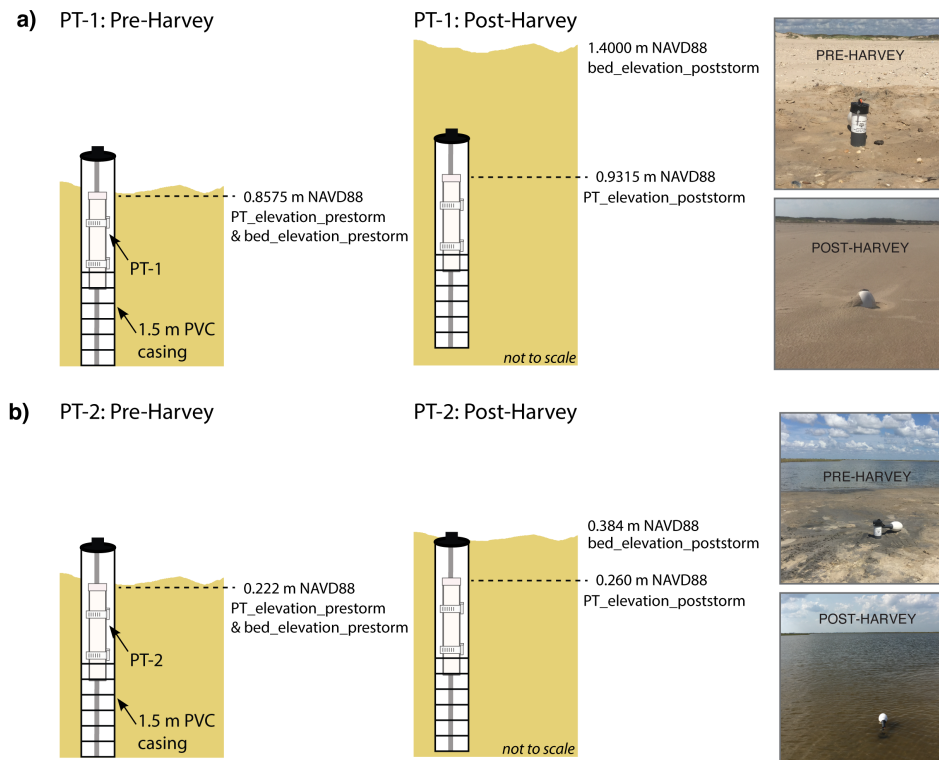 a)
PT-1: Pre-Harvey
0.8575 m NAVD88
PT_elevation_prestorm
& bed_elevation_prestorm
PT-1
1.5 m PVC
casing
PT-1: Post-Harvey
1.4000 m NAVD88
bed_elevation_poststorm
0.9315 m NAVD88
PT_elevation_poststorm
not to scale
PRE-HARVEY
POST-HARVEY
b)
PT-2: Pre-Harvey
0.222 m NAVD88
PT_elevation_prestorm
& bed_elevation_prestorm
PT-2
1.5 m PVC
casing
PT-2: Post-Harvey
0.384 m NAVD88
bed_elevation_poststorm
0.260 m NAVD88
PT_elevation_poststorm
not to scale
PRE-HARVEY
POST-HARVEY